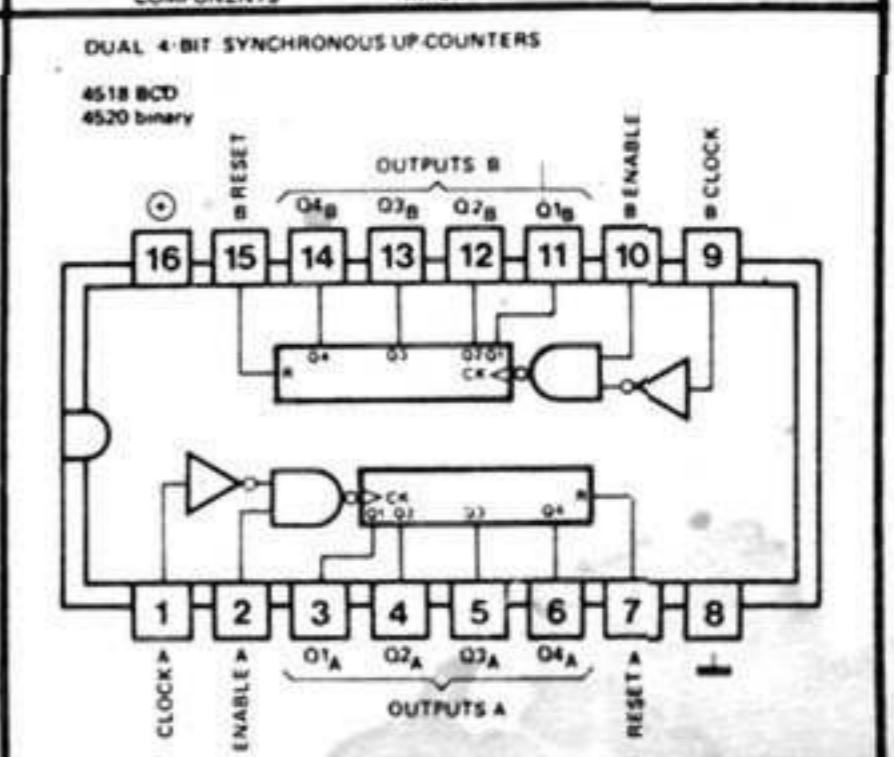 COMPONENTS
DUAL 4-BIT SYNCHRONOUS UP-COUNTERS
4518 BCD
4520 binary
B RESET
OUTPUTS B
B ENABLE
B CLOCK
+
Q4B
Q3B
Q2B
Q1B
16
15
14
13
12
11
10
9
Q4
Q3
Q2
Q1
R
CK
CK
R
Q1
Q2
Q3
Q4
1
2
3
4
5
6
7
8
CLOCK A
ENABLE A
Q1A
Q2A
Q3A
Q4A
RESET A
OUTPUTS A